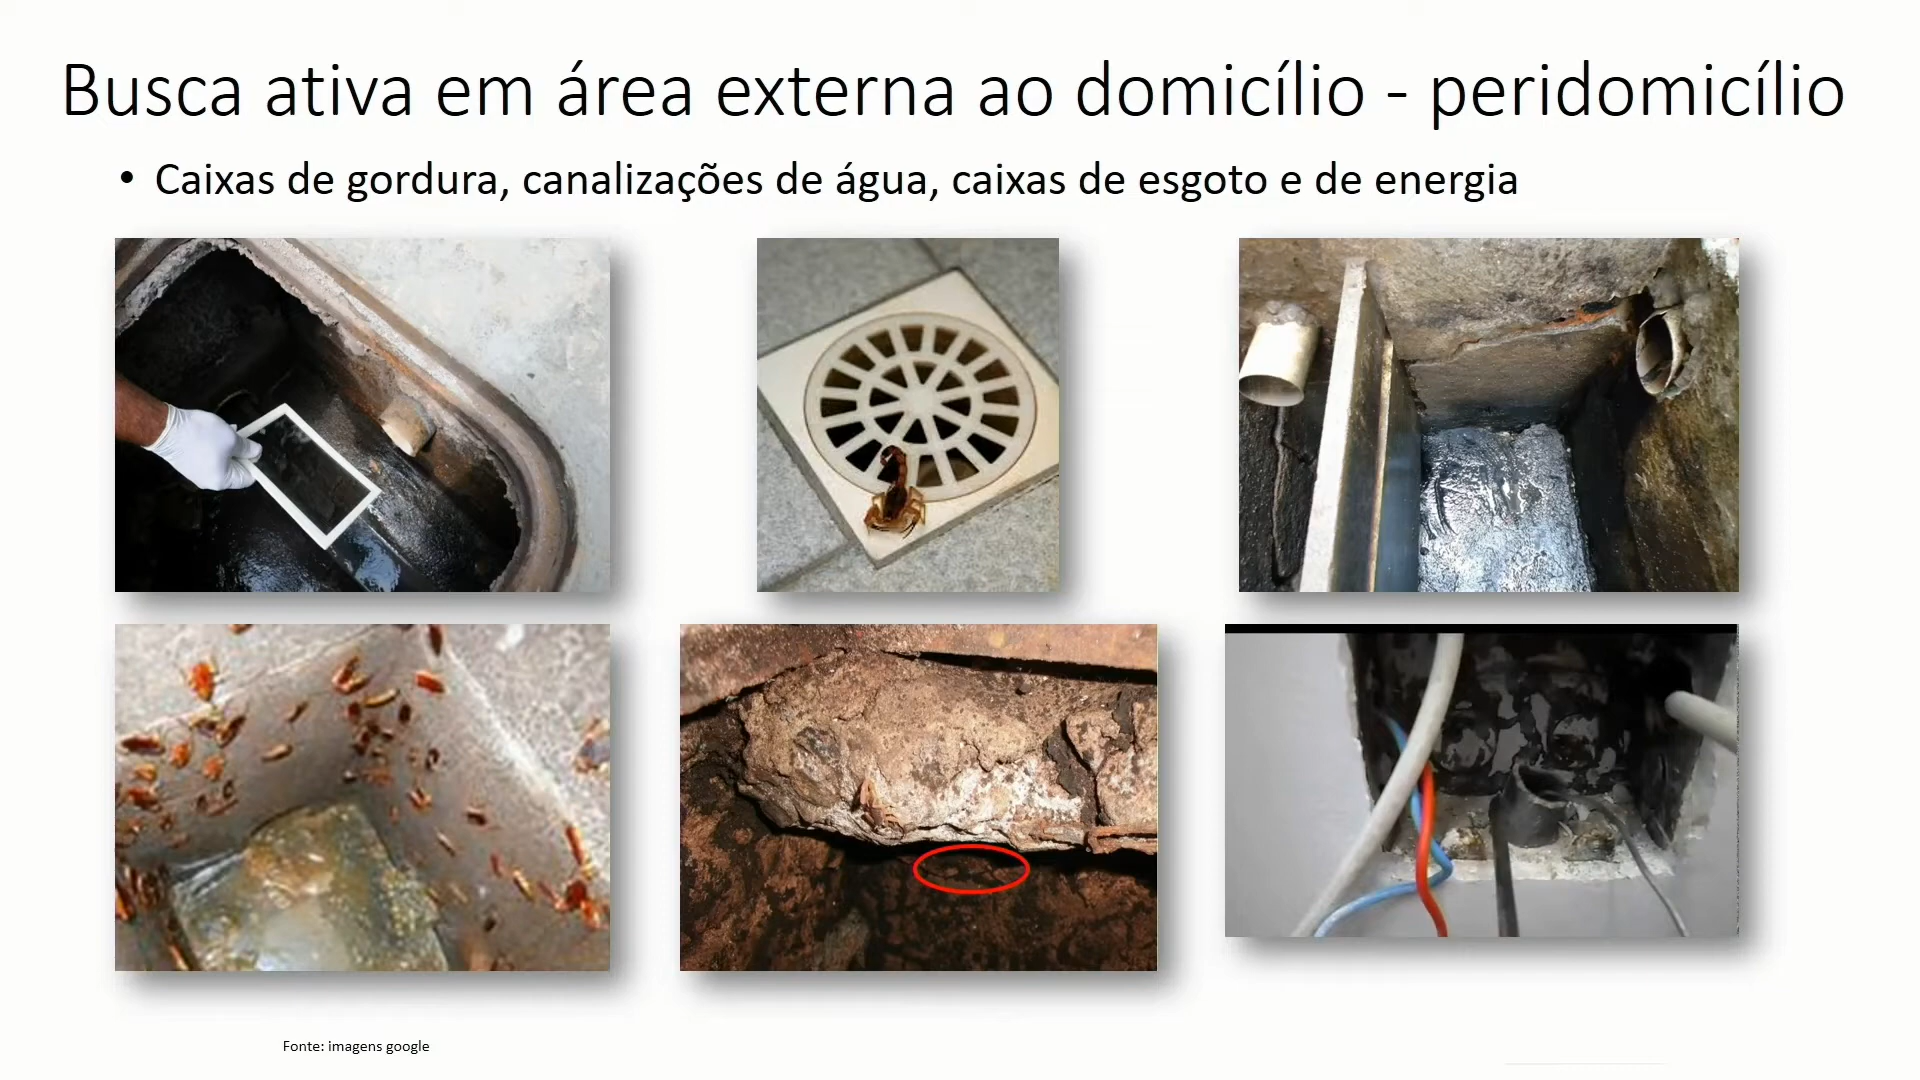 Busca ativa em área externa ao domicílio - peridomicílio
• Caixas de gordura, canalizações de água, caixas de esgoto e de energia
Fonte: imagens google